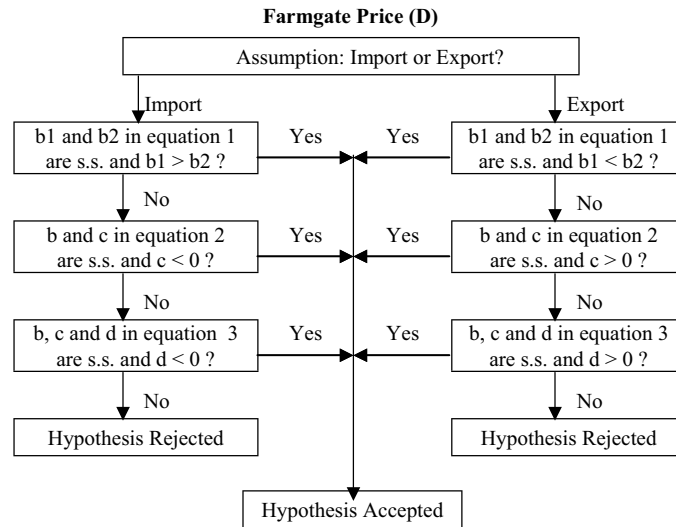 Farmgate Price (D)
Assumption: Import or Export?
Import
Export
b1 and b2 in equation 1
are s.s. and b1 > b2 ?
Yes
Yes
b1 and b2 in equation 1
are s.s. and b1 < b2 ?
No
No
b and c in equation 2
are s.s. and c < 0 ?
Yes
Yes
b and c in equation 2
are s.s. and c > 0 ?
No
No
b, c and d in equation 3
are s.s. and d < 0 ?
Yes
Yes
b, c and d in equation 3
are s.s. and d > 0 ?
No
No
Hypothesis Rejected
Hypothesis Rejected
Hypothesis Accepted